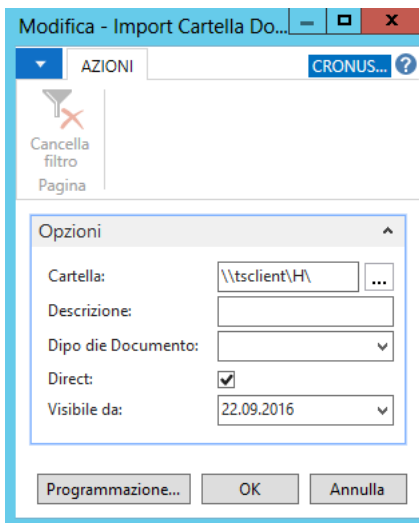 Modifica - Import Cartella Do...
AZIONI
CRONUS... ?
Cancella
filtro
Pagina
Opzioni
Cartella: \\tsclient\H\ ...
Descrizione:
Dipo die Documento:
Direct:
Visibile da: 22.09.2016
Programmazione... OK Annulla